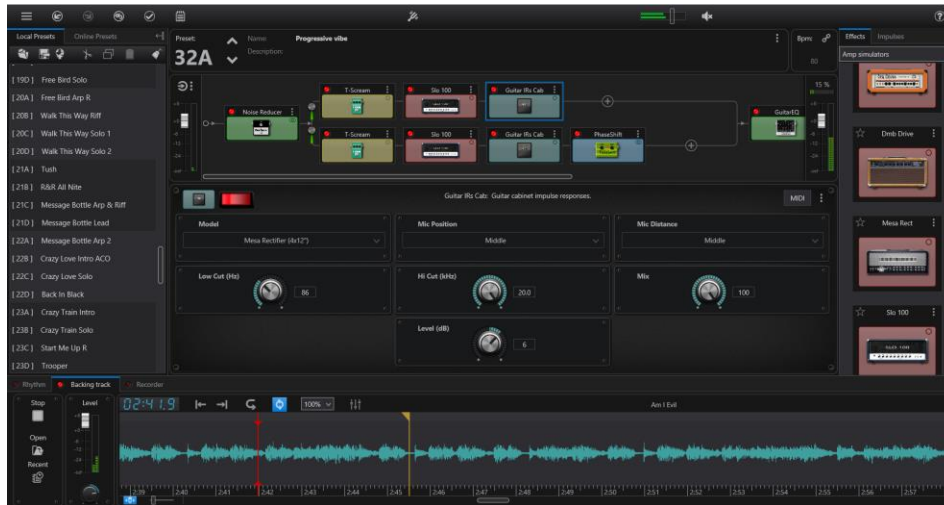 Local Presets
Online Presets
Preset:
32A
Name:
Progressive vibe
Description:
Bpm:
80
Effects
Impulses
Amp simulators
[ 19D ] Free Bird Solo
[ 20A ] Free Bird Arp R
[ 20B ] Walk This Way Riff
[ 20C ] Walk This Way Solo 1
[ 20D ] Walk This Way Solo 2
[ 21A ] Tush
[ 21B ] R&R All Nite
[ 21C ] Message Bottle Arp & Riff
[ 21D ] Message Bottle Lead
[ 22A ] Message Bottle Arp 2
[ 22B ] Crazy Love Intro ACO
[ 22C ] Crazy Love Solo
[ 22D ] Back In Black
[ 23A ] Crazy Train Intro
[ 23B ] Crazy Train Solo
[ 23C ] Start Me Up R
[ 23D ] Trooper
Noise Reducer
T-Scream
Slo 100
Guitar IRs Cab
T-Scream
Slo 100
Guitar IRs Cab
PhaseShift
GuitarEQ
15 %
Guitar IRs Cab: Guitar cabinet impulse responses.
MIDI
Model
Mesa Rectifier (4x12")
Mic Position
Middle
Mic Distance
Middle
Low Cut (Hz)
86
Hi Cut (kHz)
20.0
Mix
100
Level (dB)
6
Dmb Drive
Mesa Rect
Slo 100
Rhythm
Backing track
Recorder
Stop
Level
02:41.9
100%
Am I Evil
Open
Recent
2:39 2:40 2:41 2:42 2:43 2:44 2:45 2:46 2:47 2:48 2:49 2:50 2:51 2:52 2:53 2:54 2:55 2:56 2:57